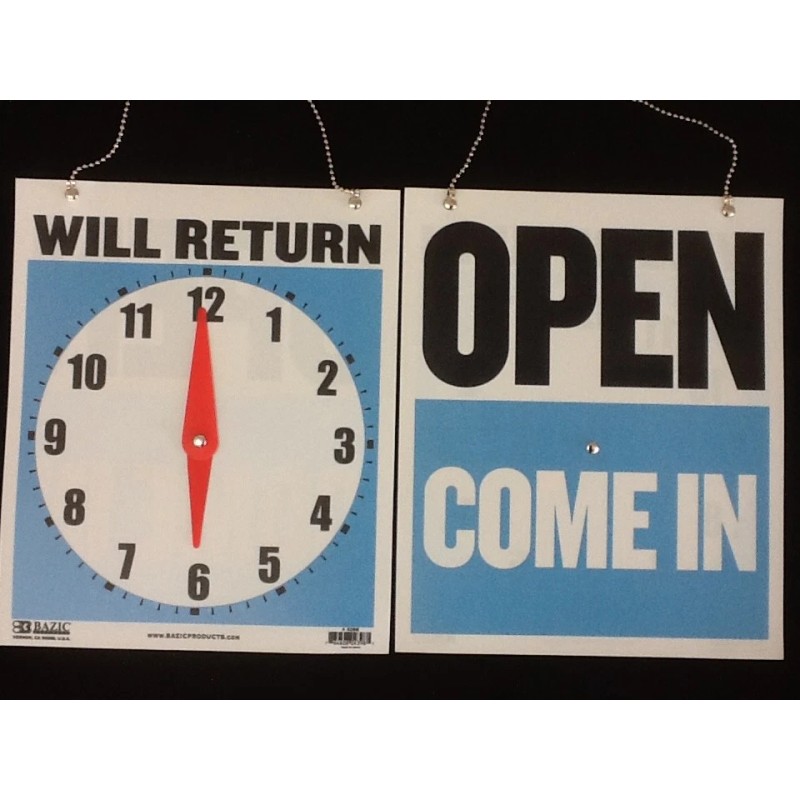 WILL RETURN
12
11 1
10 2
9 3
8 4
7 5
6
BAZIC
WWW.BAZICPRODUCTS.COM
OPEN
COME IN